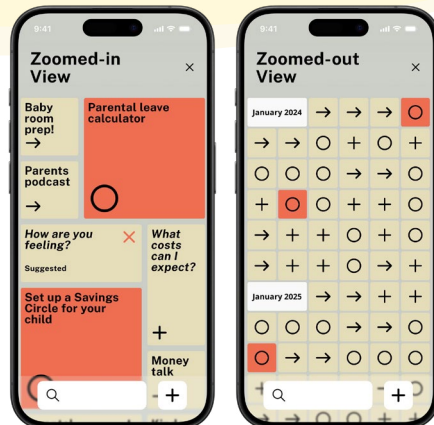 9:41
Zoomed-in
View
Baby
room
prep!
Parental leave
calculator
Parents
podcast
How are you
feeling?
Suggested
What
costs
can I
expect?
Set up a Savings
Circle for your
child
Money
talk
9:41
Zoomed-out
View
January 2024
January 2025